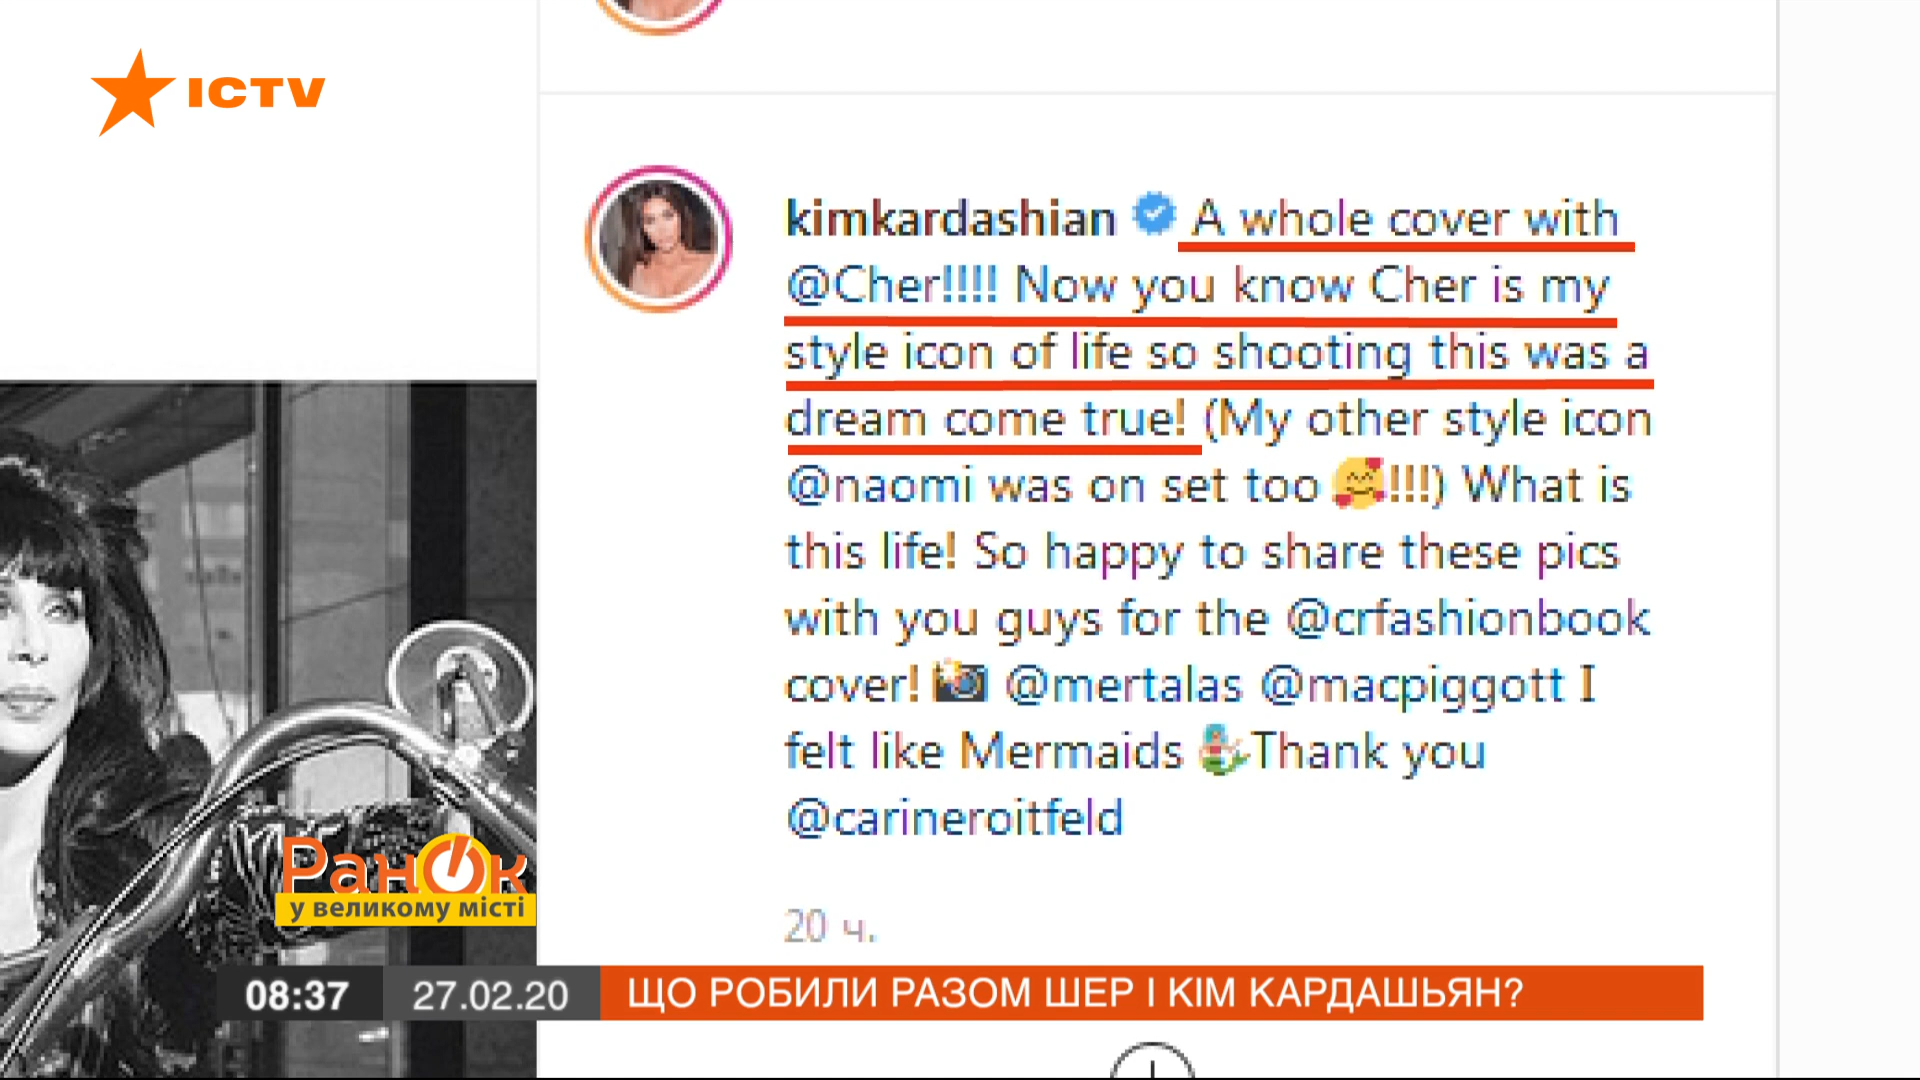 ICTV
kimkardashian A whole cover with
@Cher!!!! Now you know Cher is my
style icon of life so shooting this was a
dream come true! (My other style icon
@naomi was on set too 🥰!!!) What is
this life! So happy to share these pics
with you guys for the @crfashionbook
cover! 📸 @mertalas @macpiggott I
felt like Mermaids 🧜‍♀️Thank you
@carineroitfeld
20 ч.
Ранок
у великому місті
08:37 27.02.20 ЩО РОБИЛИ РАЗОМ ШЕР І КІМ КАРДАШЬЯН?